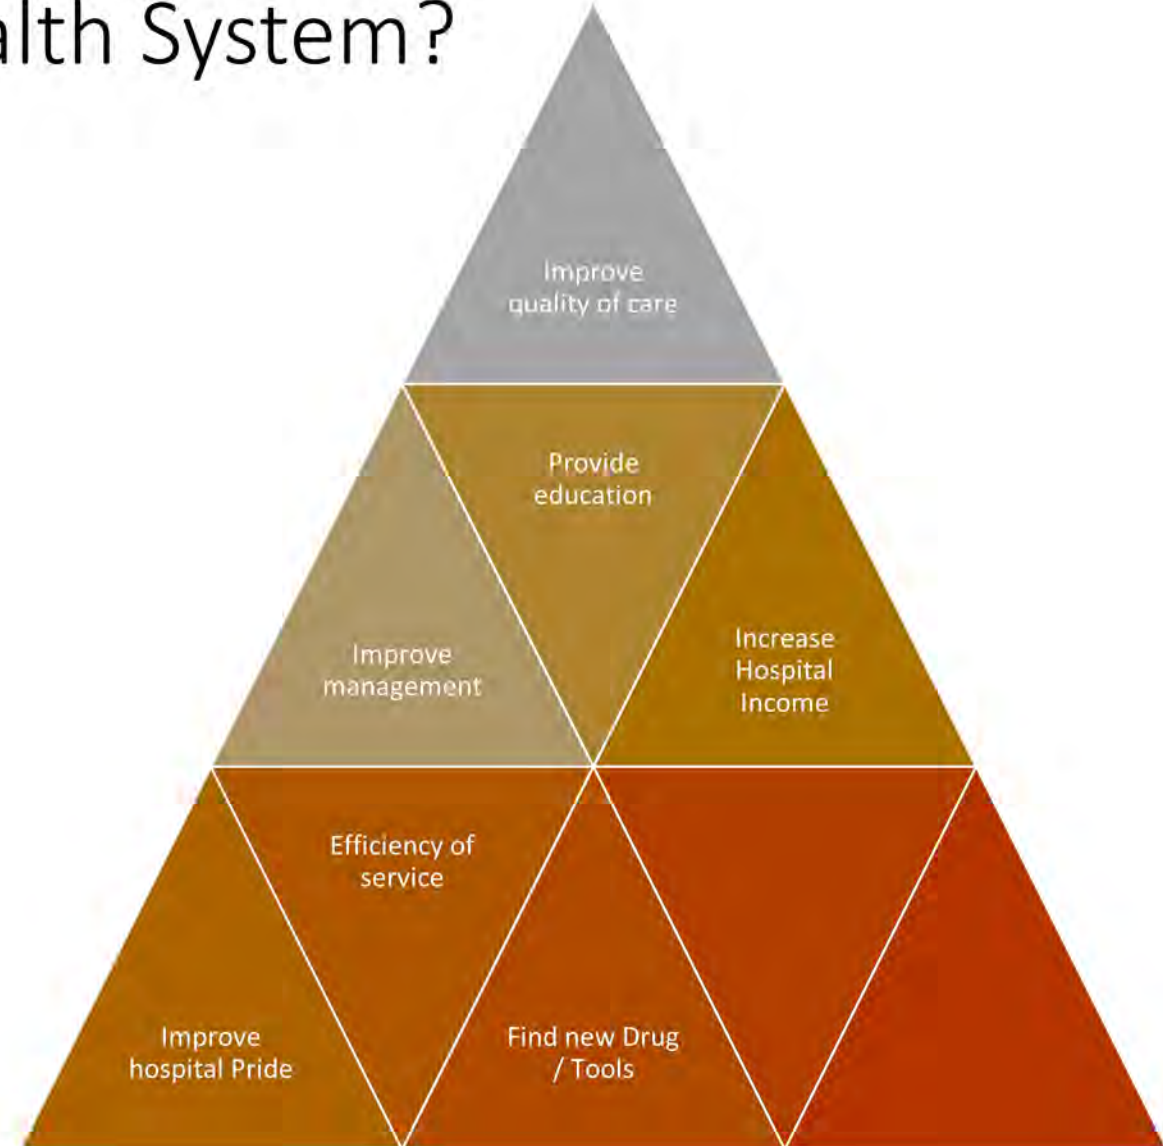 alth System?
Improve
quality of care
Provide
education
Improve
management
Increase
Hospital
Income
Efficiency of
service
Improve
hospital Pride
Find new Drug
/ Tools